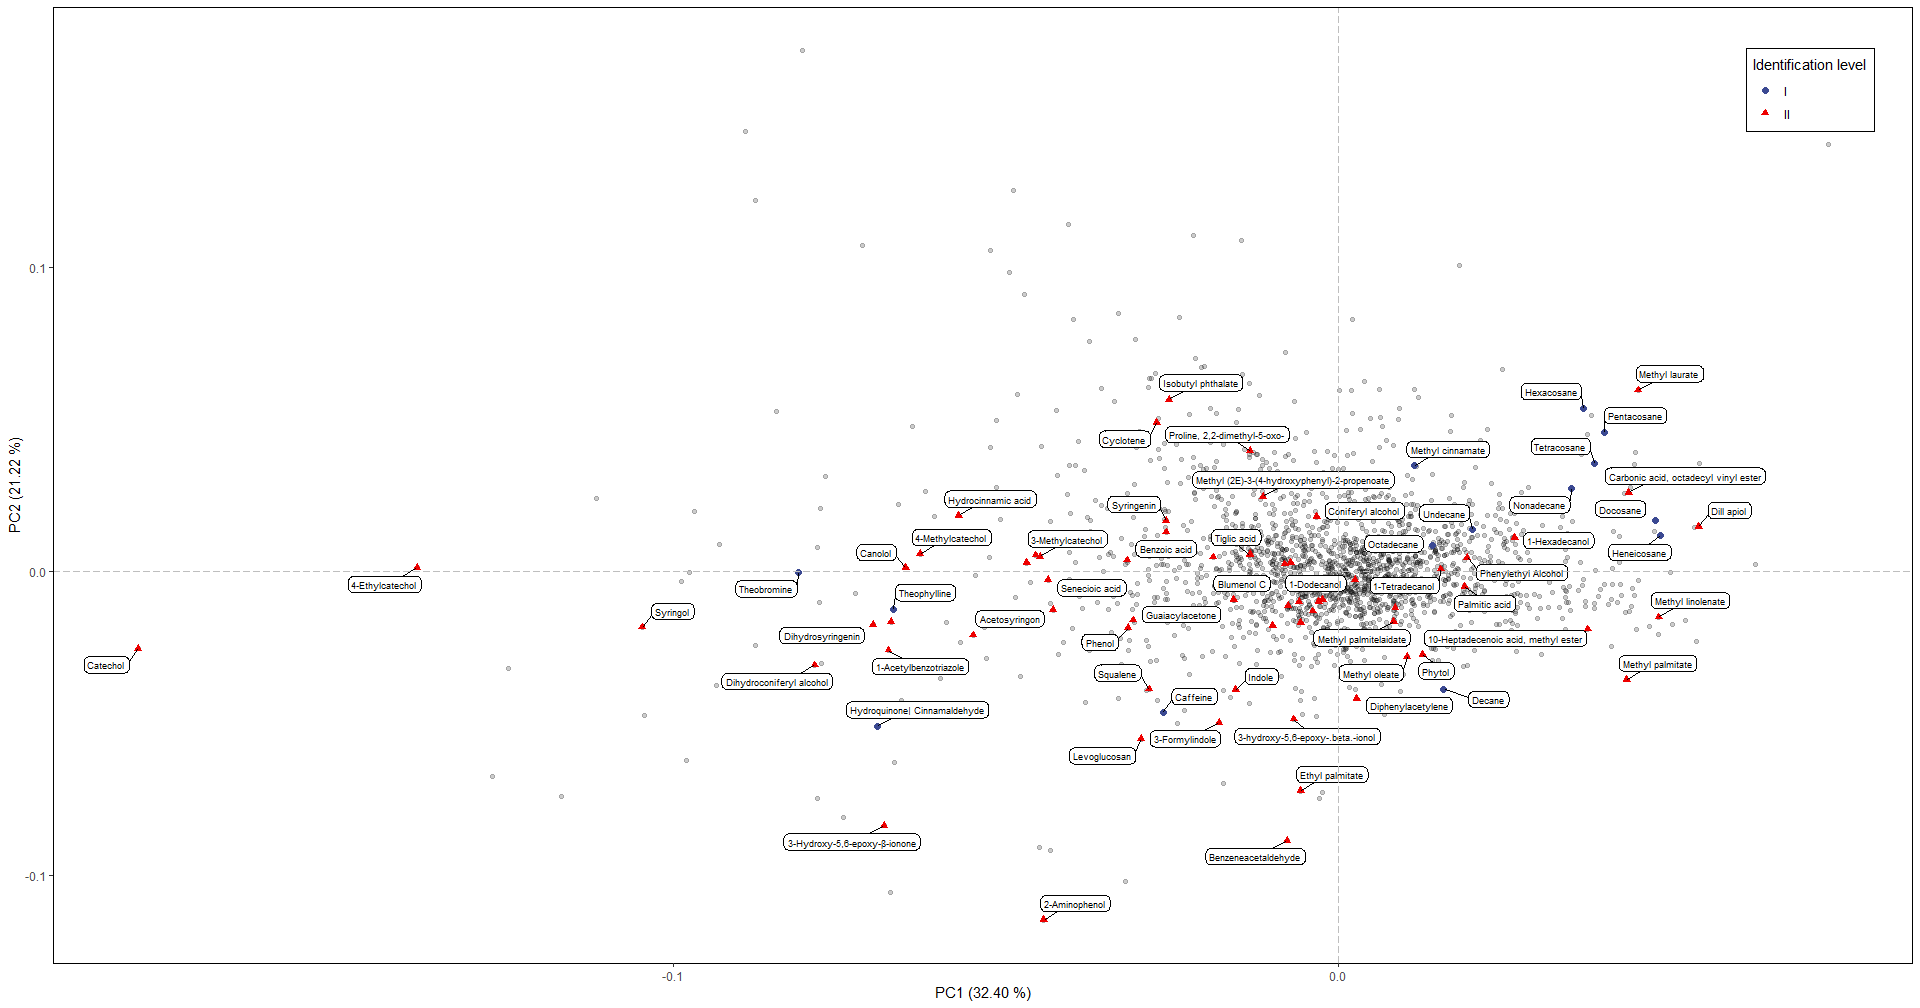 Identification level
I
II
0.1
0.0
-0.1
PC2 (21.22 %)
Methyl laurate
Isobutyl phthalate
Hexacosane
Pentacosane
Cyclotene
Proline, 2,2-dimethyl-5-oxo-
Methyl cinnamate
Tetracosane
Methyl (2E)-3-(4-hydroxyphenyl)-2-propenoate
Carbonic acid, octadecyl vinyl ester
Hydrocinnamic acid
Syringenin
Coniferyl alcohol
Undecane
Nonadecane
Docosane
Dill apiol
4-Methylcatechol
3-Methylcatechol
Tiglic acid
Octadecane
1-Hexadecanol
Canolol
Benzoic acid
Heneicosane
4-Ethylcatechol
Theobromine
Theophylline
Senecioic acid
Blumenol C
1-Dodecanol
1-Tetradecanol
Phenylethyl Alcohol
Syringol
Palmitic acid
Methyl linolenate
Acetosyringon
Guaiacylacetone
Dihydrosyringenin
Phenol
Methyl palmitelaidate
10-Heptadecenoic acid, methyl ester
Catechol
1-Acetylbenzotriazole
Methyl palmitate
Dihydroconiferyl alcohol
Squalene
Indole
Methyl oleate
Phytol
Caffeine
Diphenylacetylene
Decane
Hydroquinone| Cinnamaldehyde
3-Formylindole
3-hydroxy-5,6-epoxy-.beta.-ionol
Levoglucosan
Ethyl palmitate
3-Hydroxy-5,6-epoxy-β-ionone
Benzeneacetaldehyde
2-Aminophenol
-0.1
0.0
PC1 (32.40 %)